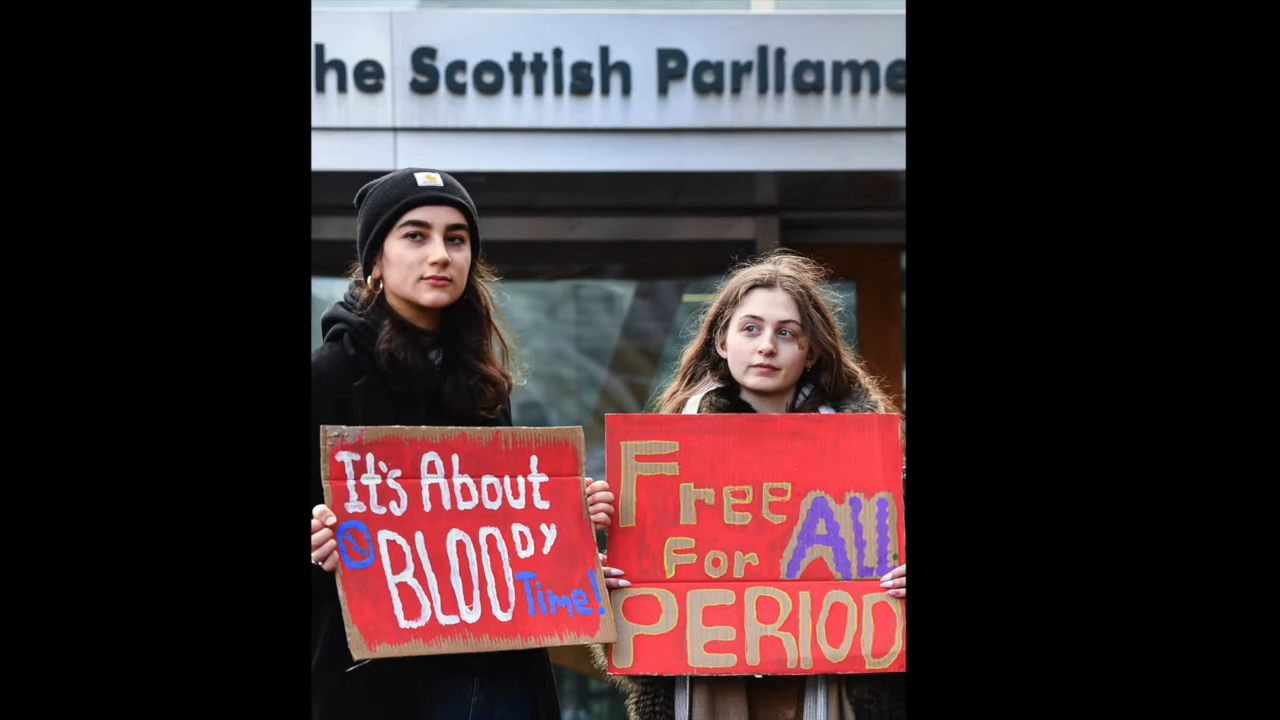 he Scottish Parliame
It's About
BLOODY
Time!
Free
For ALL
PERIOD